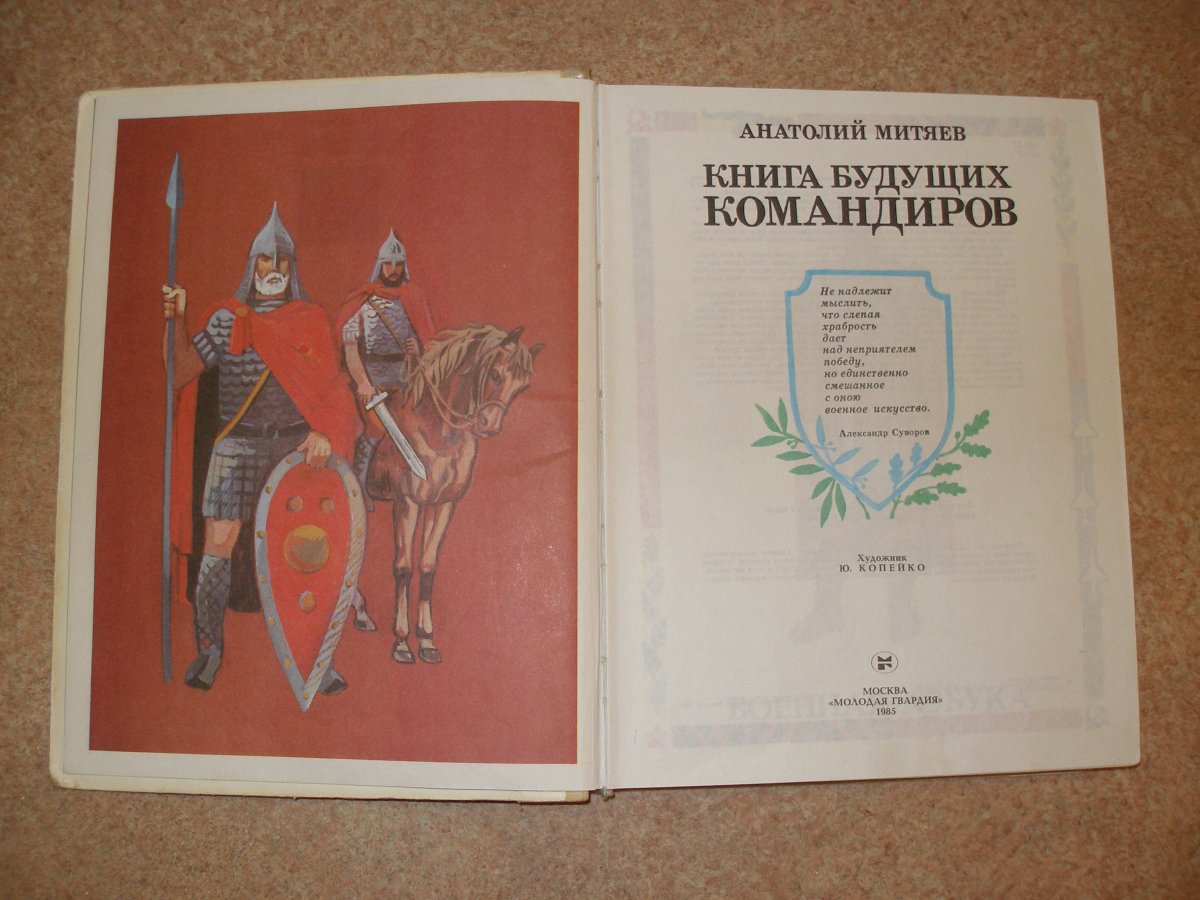 АНАТОЛИЙ МИТЯЕВ
КНИГА БУДУЩИХ
КОМАНДИРОВ
Не надлежит
мыслить,
что слепая
храбрость
дает
над неприятелем
победу,
но единственно
смешанное
с оною
военное искусство.
Александр Суворов
Художник
Ю. КОПЕЙКО
МОСКВА
«МОЛОДАЯ ГВАРДИЯ»
1985